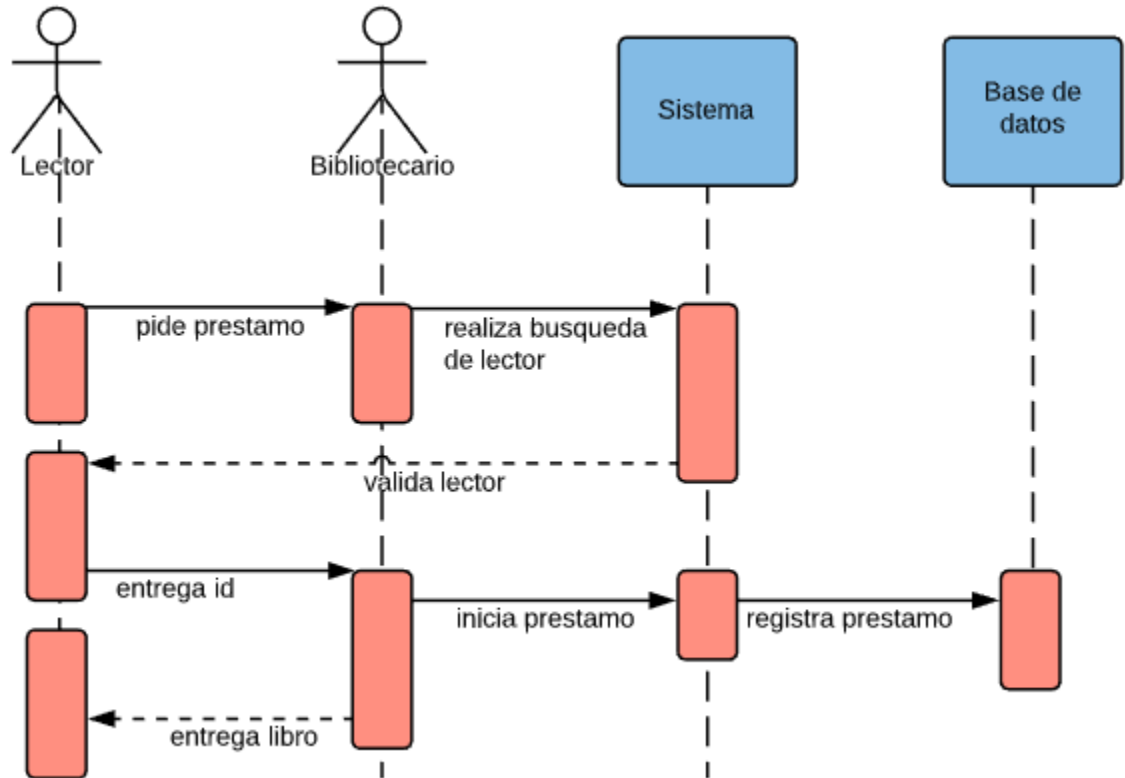 Lector
Bibliotecario
Sistema
Base de
datos
pide prestamo
realiza busqueda
de lector
valida lector
entrega id
inicia prestamo
registra prestamo
entrega libro